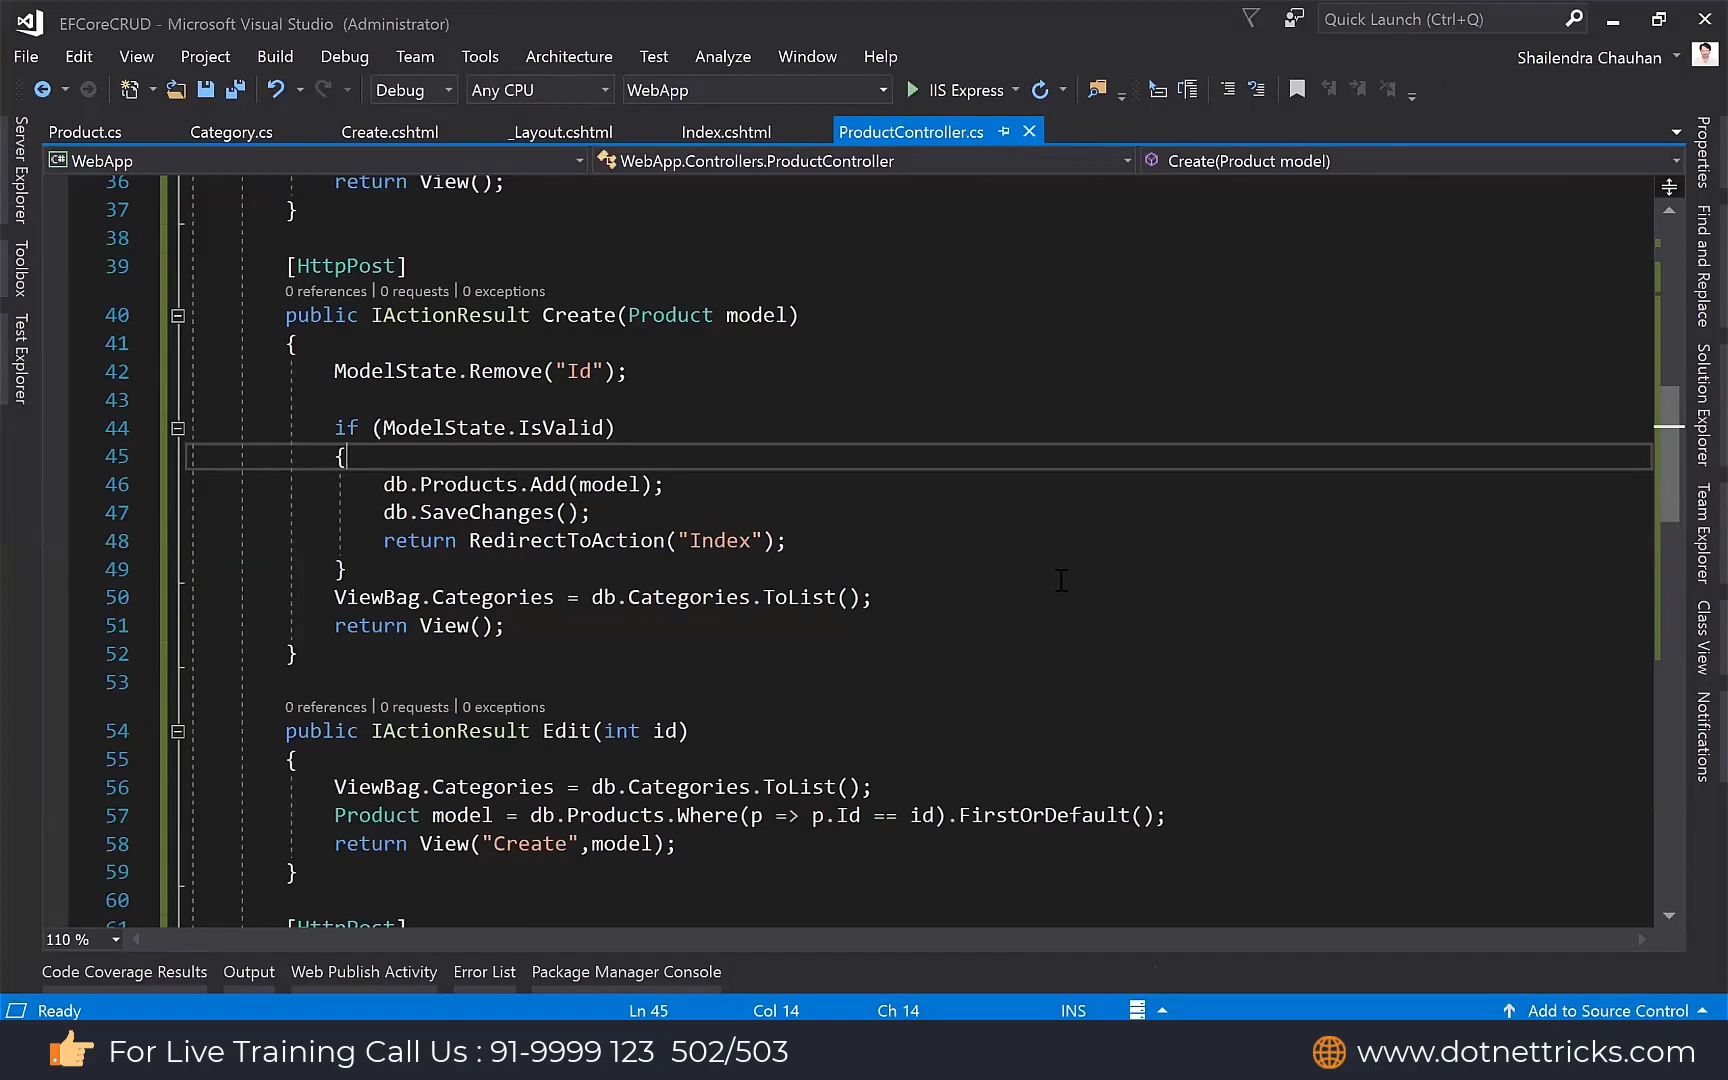 EFCoreCRUD - Microsoft Visual Studio (Administrator)
Quick Launch (Ctrl+Q)
File Edit View Project Build Debug Team Tools Architecture Test Analyze Window Help
Shailendra Chauhan
Debug Any CPU WebApp IIS Express
Product.cs Category.cs Create.cshtml _Layout.cshtml Index.cshtml ProductController.cs
C# WebApp WebApp.Controllers.ProductController Create(Product model)
Server Explorer
Toolbox
Test Explorer
36 return View();
37 }
38
39 [HttpPost]
0 references | 0 requests | 0 exceptions
40 public IActionResult Create(Product model)
41 {
42 ModelState.Remove("Id");
43
44 if (ModelState.IsValid)
45 {
46 db.Products.Add(model);
47 db.SaveChanges();
48 return RedirectToAction("Index");
49 }
50 ViewBag.Categories = db.Categories.ToList();
51 return View();
52 }
53
0 references | 0 requests | 0 exceptions
54 public IActionResult Edit(int id)
55 {
56 ViewBag.Categories = db.Categories.ToList();
57 Product model = db.Products.Where(p => p.Id == id).FirstOrDefault();
58 return View("Create",model);
59 }
60
61 [HttpPost]
Properties
Find and Replace
Solution Explorer
Team Explorer
Class View
Notifications
110 %
Code Coverage Results Output Web Publish Activity Error List Package Manager Console
Ready Ln 45 Col 14 Ch 14 INS Add to Source Control
For Live Training Call Us : 91-9999 123 502/503 www.dotnettricks.com